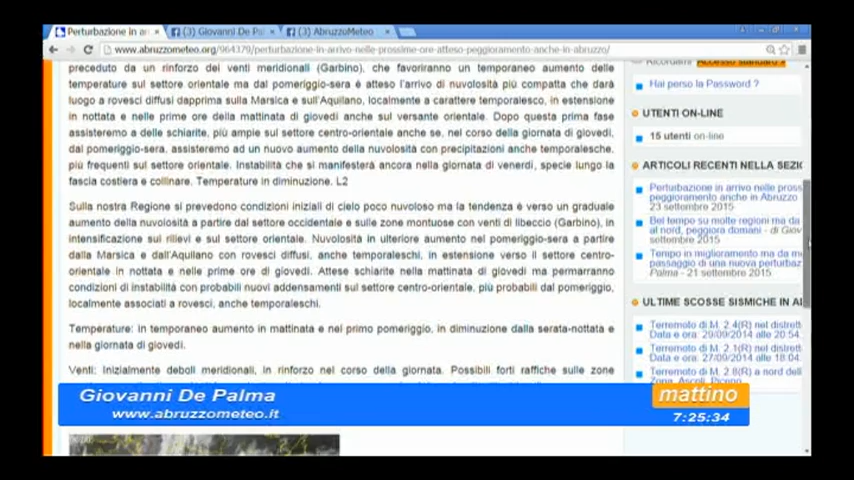 Perturbazione in ar
(3) Giovanni De Pa
(3) AbruzzoMeteo
www.abruzzometeo.org/964379/perturbazione-in-arrivo-nelle-prossime-ore-atteso-peggioramento-anche-in-abruzzo/
preceduto da un rinforzo dei venti meridionali (Garbino), che favoriranno un temporaneo aumento delle
temperature sul settore orientale ma dal pomeriggio-sera è atteso l'arrivo di nuvolosità più compatta che darà
luogo a rovesci diffusi dapprima sulla Marsica e sull'Aquilano, localmente a carattere temporalesco, in estensione
in nottata e nelle prime ore della mattinata di giovedì anche sul versante orientale. Dopo questa prima fase
assisteremo a delle schiarite, più ampie sul settore centro-orientale anche se, nel corso della giornata di giovedì,
dal pomeriggio-sera, assisteremo ad un nuovo aumento della nuvolosità con precipitazioni anche temporalesche,
più frequenti sul settore orientale. Instabilità che si manifesterà ancora nella giornata di venerdì, specie lungo la
fascia costiera e collinare. Temperature in diminuzione. L2
Sulla nostra Regione si prevedono condizioni iniziali di cielo poco nuvoloso ma la tendenza è verso un graduale
aumento della nuvolosità a partire dal settore occidentale e sulle zone montuose con venti di libeccio (Garbino), in
intensificazione sui rilievi e sul settore orientale. Nuvolosità in ulteriore aumento nel pomeriggio-sera a partire
dalla Marsica e dall'Aquilano con rovesci diffusi, anche temporaleschi, in estensione verso il settore centro-
orientale in nottata e nelle prime ore di giovedì. Attese schiarite nella mattinata di giovedì ma permarranno
condizioni di instabilità con probabili nuovi addensamenti sul settore centro-orientale, più probabili dal pomeriggio,
localmente associati a rovesci, anche temporaleschi.
Temperature: in temporaneo aumento in mattinata e nel primo pomeriggio, in diminuzione dalla serata-nottata e
nella giornata di giovedì.
Venti: Inizialmente deboli meridionali, in rinforzo nel corso della giornata. Possibili forti raffiche sulle zone
Ricordami Accesso standard »
Hai perso la Password ?
UTENTI ON-LINE
15 utenti on-line
ARTICOLI RECENTI NELLA SEZIO
Perturbazione in arrivo nelle pross
peggioramento anche in Abruzzo
23 settembre 2015
Bel tempo su molte regioni ma da
al nord, peggiora domani - di Giov
settembre 2015
Tempo in miglioramento ma da me
passaggio di una nuova perturbaz
Palma - 21 settembre 2015
ULTIME SCOSSE SISMICHE IN AB
Terremoto di M. 2.4(R) nel distrett
Data e ora: 29/09/2014 alle 20.54.
Terremoto di M. 2.1(R) nel distrett
Data e ora: 27/09/2014 alle 18.04.
Terremoto di M. 2.8(R) a nord dell
Zona, Ascoli Piceno
Giovanni De Palma
www.abruzzometeo.it
mattino
7:25:34